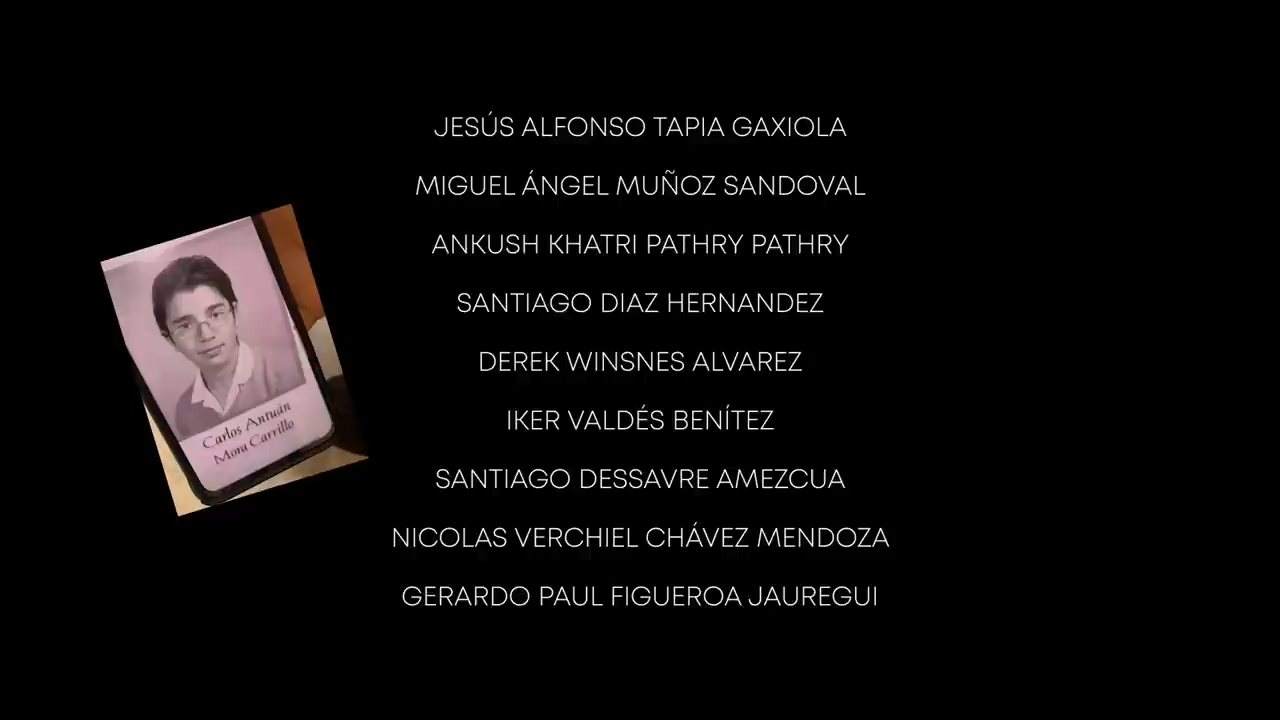 JESÚS ALFONSO TAPIA GAXIOLA
MIGUEL ÁNGEL MUÑOZ SANDOVAL
ANKUSH KHATRI PATHRY PATHRY
SANTIAGO DIAZ HERNANDEZ
DEREK WINSNES ALVAREZ
IKER VALDÉS BENÍTEZ
SANTIAGO DESSAVRE AMEZCUA
NICOLAS VERCHIEL CHÁVEZ MENDOZA
GERARDO PAUL FIGUEROA JAUREGUI
Carlos Antuán
Mora Carrillo